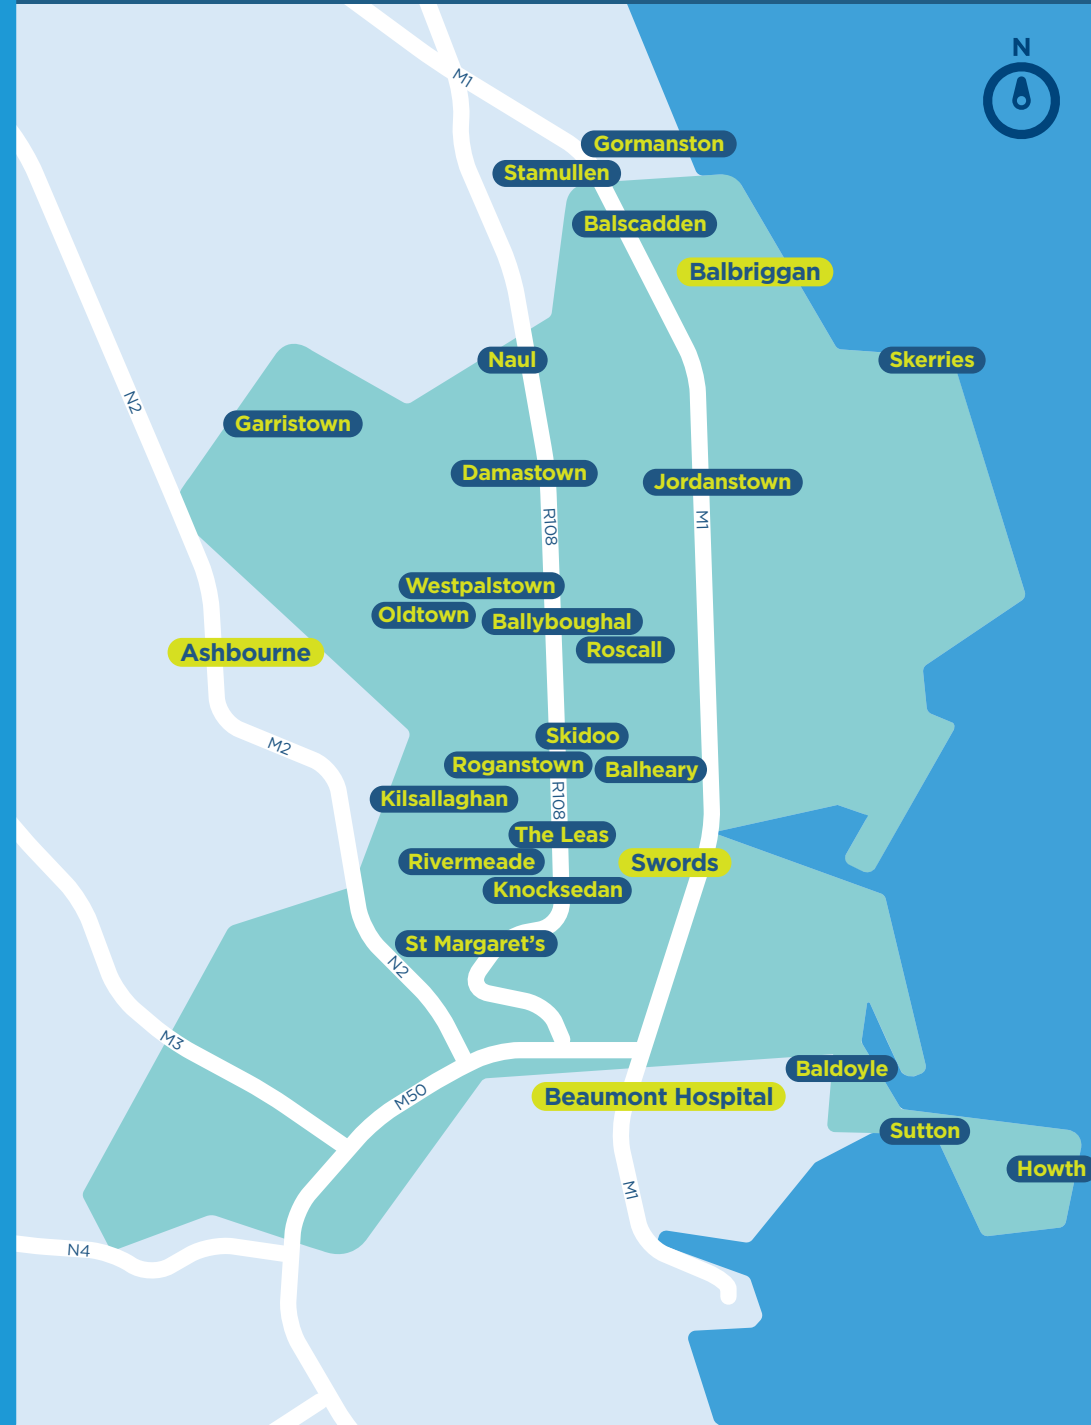 N
M1
Gormanston
Stamullen
Balscadden
Balbriggan
Naul
Skerries
N2
Garristown
Damastown
Jordanstown
R108
M1
Westpalstown
Oldtown
Ballyboughal
Roscall
Ashbourne
Skidoo
M2
Roganstown
Balheary
Kilsallaghan
R108
The Leas
Rivermeade
Swords
Knocksedan
St Margaret’s
N2
M3
Baldoyle
M50
Beaumont Hospital
Sutton
Howth
M1
N4